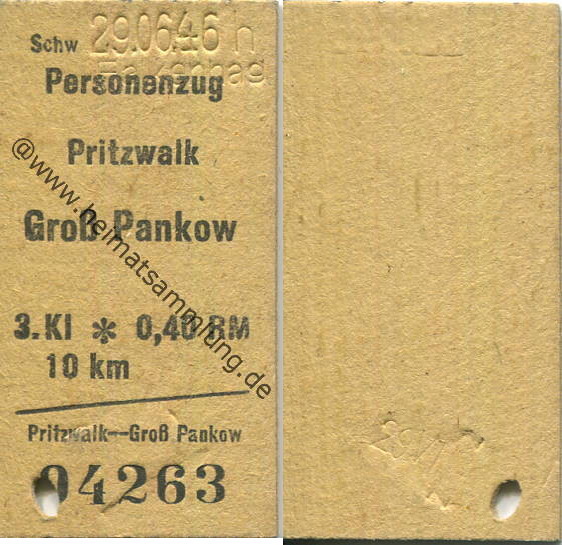 Schw 29.06.46 n
Falkenhag
Personenzug
Pritzwalk
Groß Pankow
3. Kl * 0,40 RM
10 km
Pritzwalk--Groß Pankow
04263
@www.heimatsammlung.de